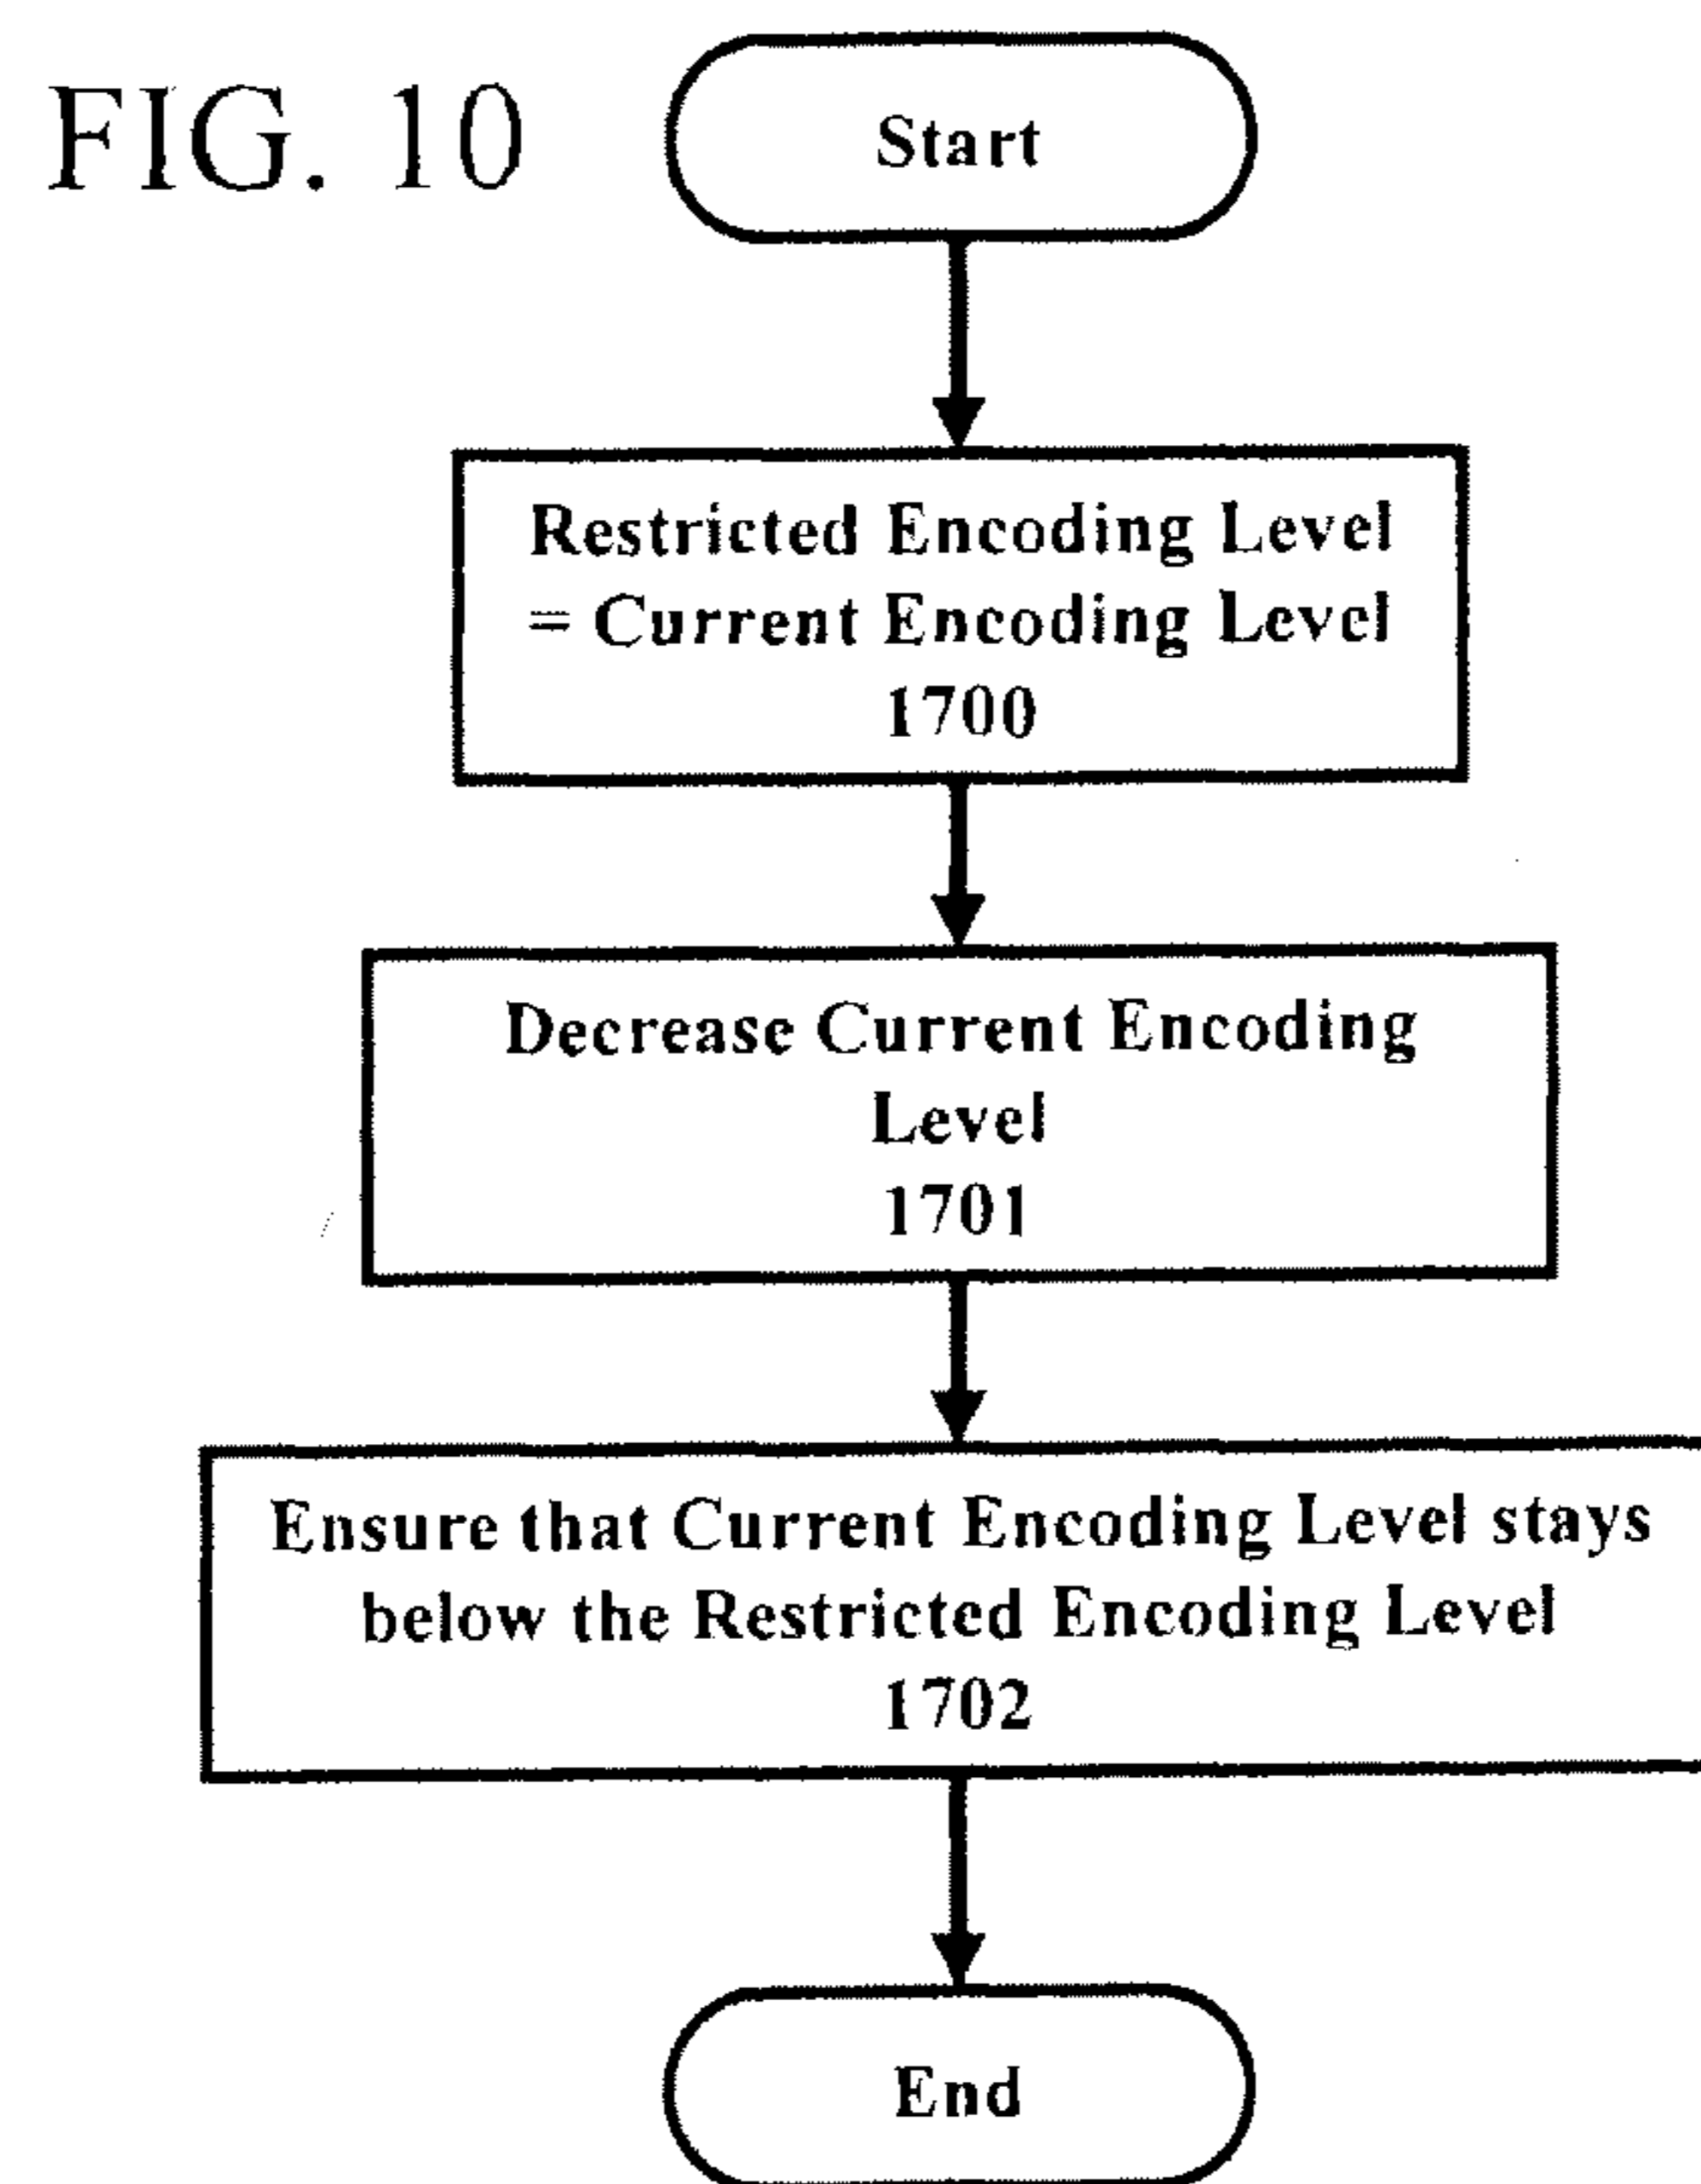 FIG. 10
Start
Restricted Encoding Level
= Current Encoding Level
1700
Decrease Current Encoding
Level
1701
Ensure that Current Encoding Level stays
below the Restricted Encoding Level
1702
End